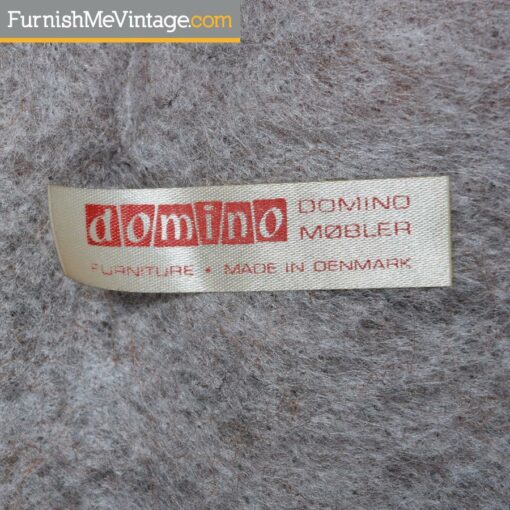 FurnishMeVintage.com
domino DOMINO
MØBLER
FURNITURE • MADE IN DENMARK